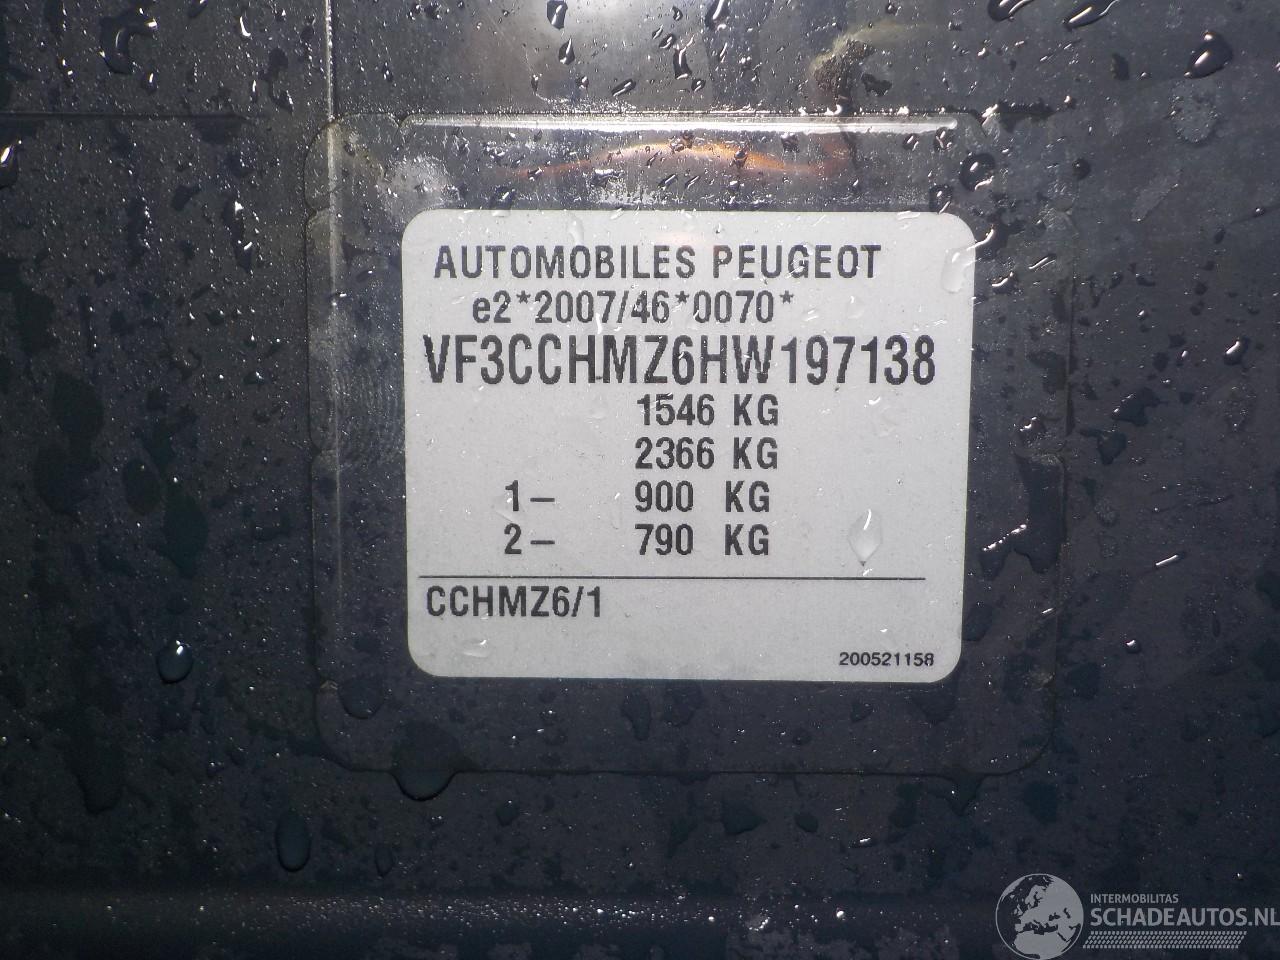 AUTOMOBILES PEUGEOT
e2*2007/46*0070*
VF3CCHMZ6HW197138
1546 KG
2366 KG
1- 900 KG
2- 790 KG
CCHMZ6/1
200521158
INTERMOBILITAS
SCHADEAUTOS.NL